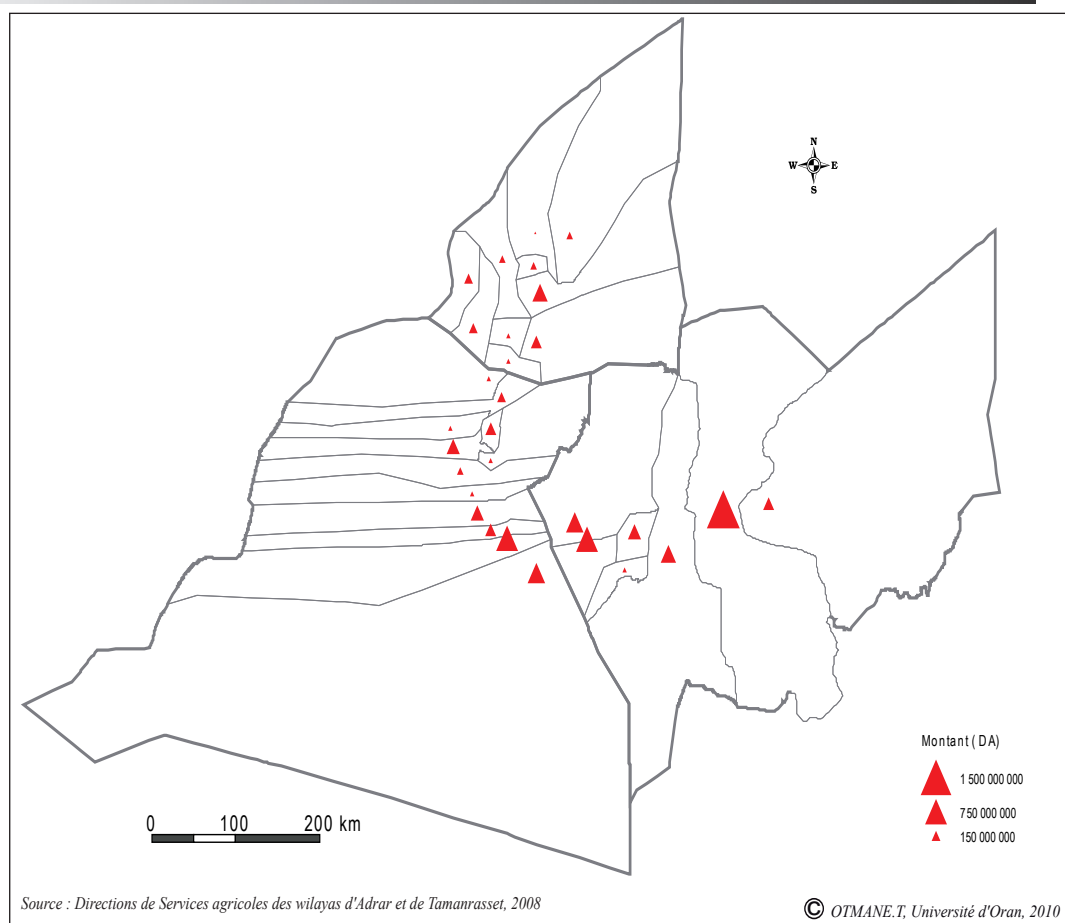 N
W E
S
Montant ( DA)
1 500 000 000
750 000 000
150 000 000
0 100 200 km
Source : Directions de Services agricoles des wilayas d'Adrar et de Tamanrasset, 2008
© OTMANE.T, Université d'Oran, 2010